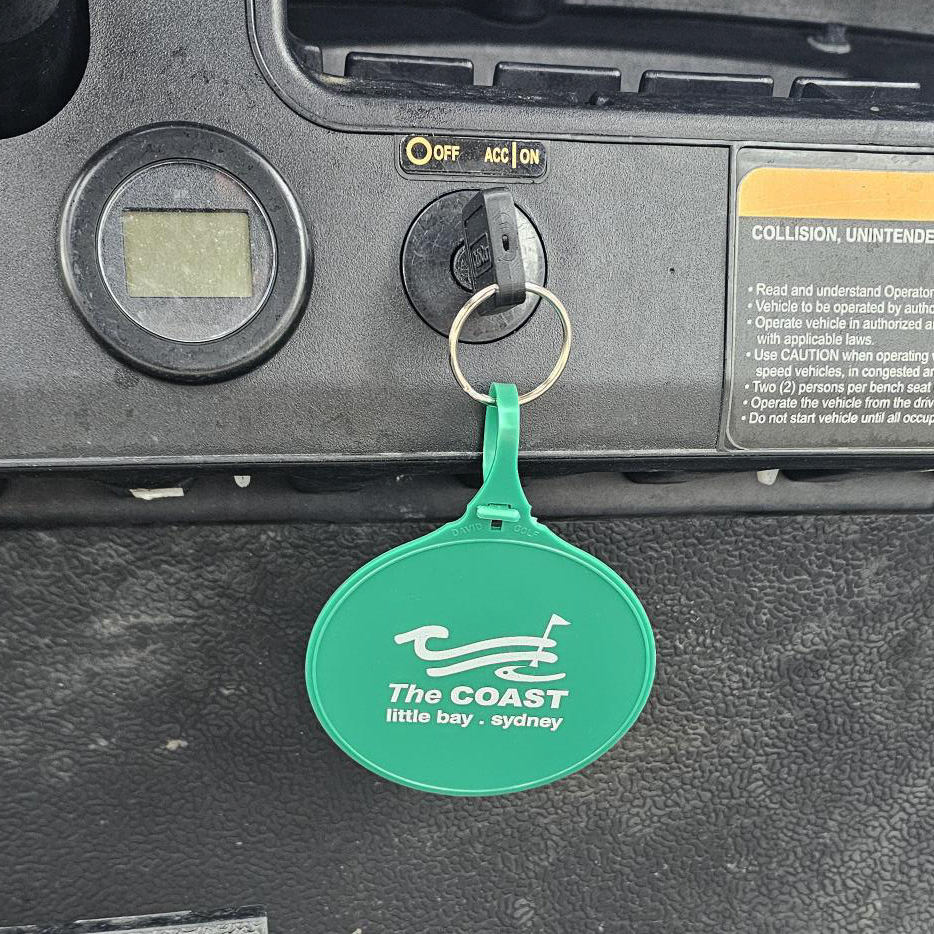 OFF ACC | ON
COLLISION, UNINTENDE
• Read and understand Operator
• Vehicle to be operated by autho
• Operate vehicle in authorized a
with applicable laws.
• Use CAUTION when operating
speed vehicles, in congested ar
• Two (2) persons per bench seat
• Operate the vehicle from the driv
• Do not start vehicle until all occup
DAVID GOLF
The COAST
little bay . sydney